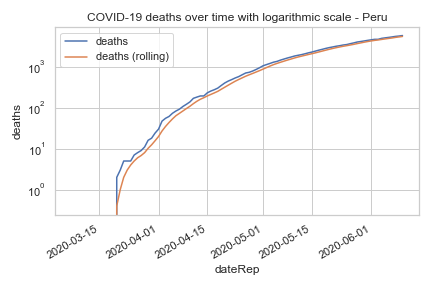 COVID-19 deaths over time with logarithmic scale - Peru
deaths
deaths (rolling)
10³
10²
10¹
10⁰
deaths
2020-03-15
2020-04-01
2020-04-15
2020-05-01
2020-05-15
2020-06-01
dateRep